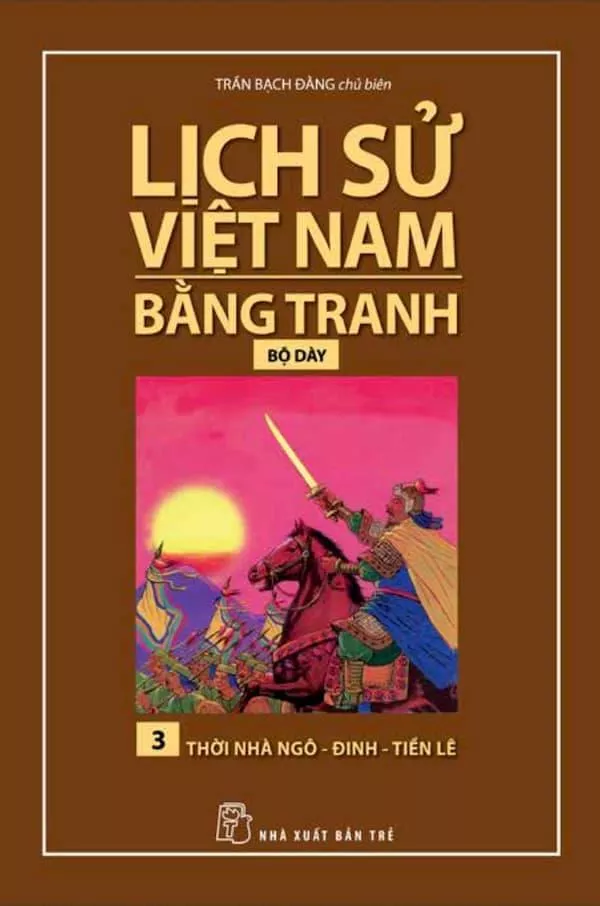 TRẦN BẠCH ĐẰNG chủ biên
LỊCH SỬ
VIỆT NAM
BẰNG TRANH
BỘ DÀY
3 THỜI NHÀ NGÔ - ĐINH - TIỀN LÊ
T
NHÀ XUẤT BẢN TRẺ